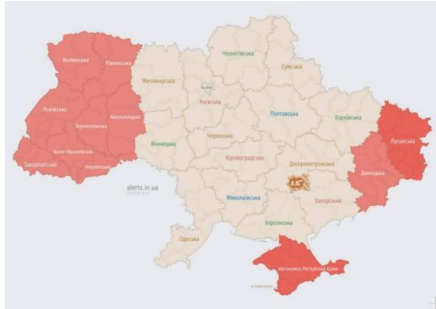 Чернігівська
Волинська
Рівненська
Сумська
Житомирська
Київська
Львівська
Хмельницька
Полтавська
Харківська
Тернопільська
Черкаська
Луганська
Вінницька
Івано-Франківська
Кіровоградська
Дніпропетровська
Закарпатська
Донецька
alerts.in.ua
Миколаївська
Запорізька
Херсонська
Одеська
Автономна Республіка Крим